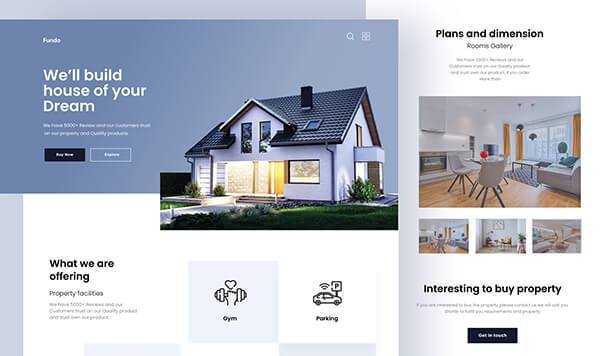 Fundo
We'll build
house of your
Dream
We have 5000+ Review and our customers trust
on our property and Quality products
Buy Now
Explore
What we are
offering
Property facilities
We have 5000+ Reviews and our
Customers trust on our Quality product
and trust own our product.
Gym
P
Parking
Plans and dimension
Rooms Gallery
We have 5000+ Reviews and our
Customers trust on our Quality product
and trust own our product, if you order
More than
Interesting to buy property
If you are interested to buy the property please contact us we will call you
Shortly to fulfil you requirements and property
Get in touch